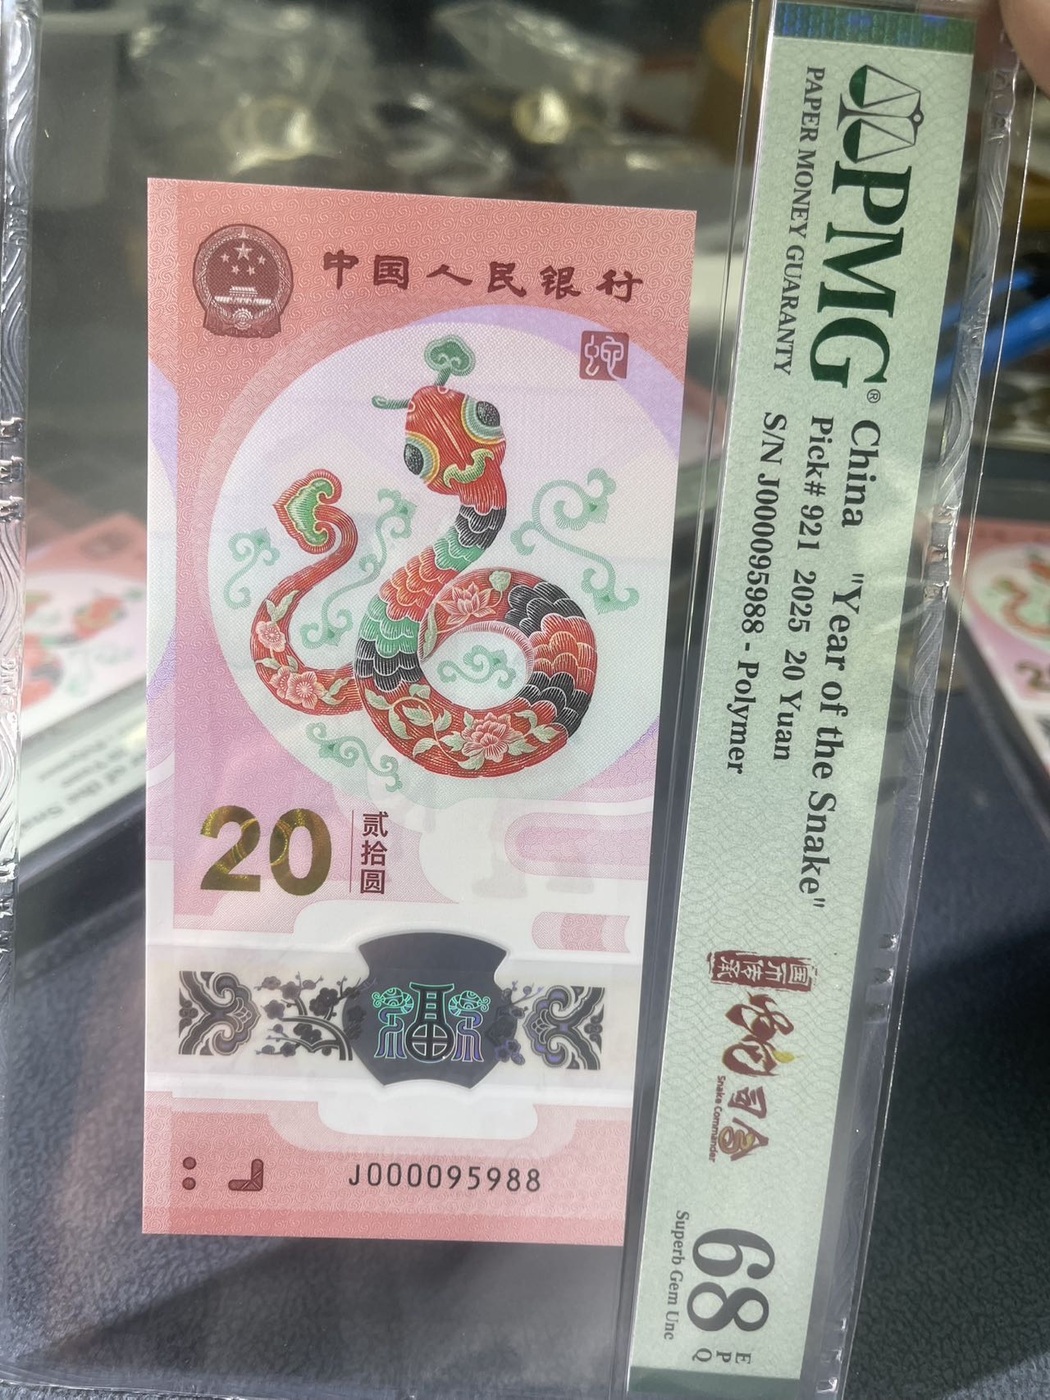 中国人民银行
蛇
20
贰拾圆
福
J000095988
PMG®
PAPER MONEY GUARANTY
China "Year of the Snake"
Pick# 921 2025 20 Yuan
S/N J000095988 - Polymer
Snake Commander
68 EPQ
Superb Gem Unc